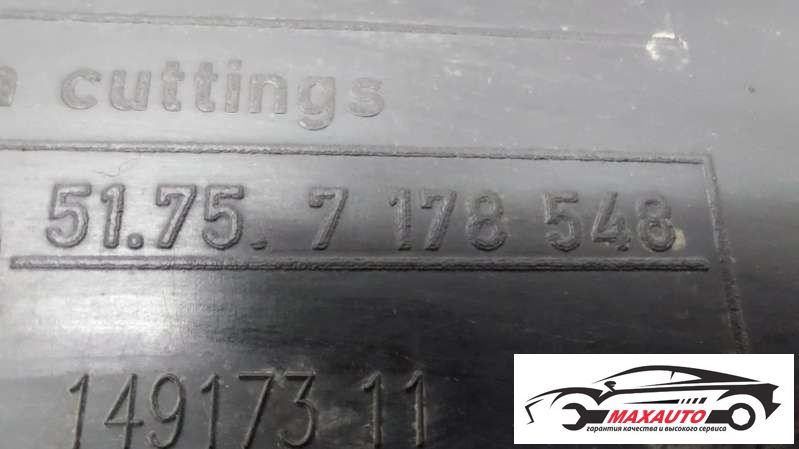 cuttings
51.75. 7 178 548
149173 11
MAXAUTO
гарантия качества и высокого сервиса